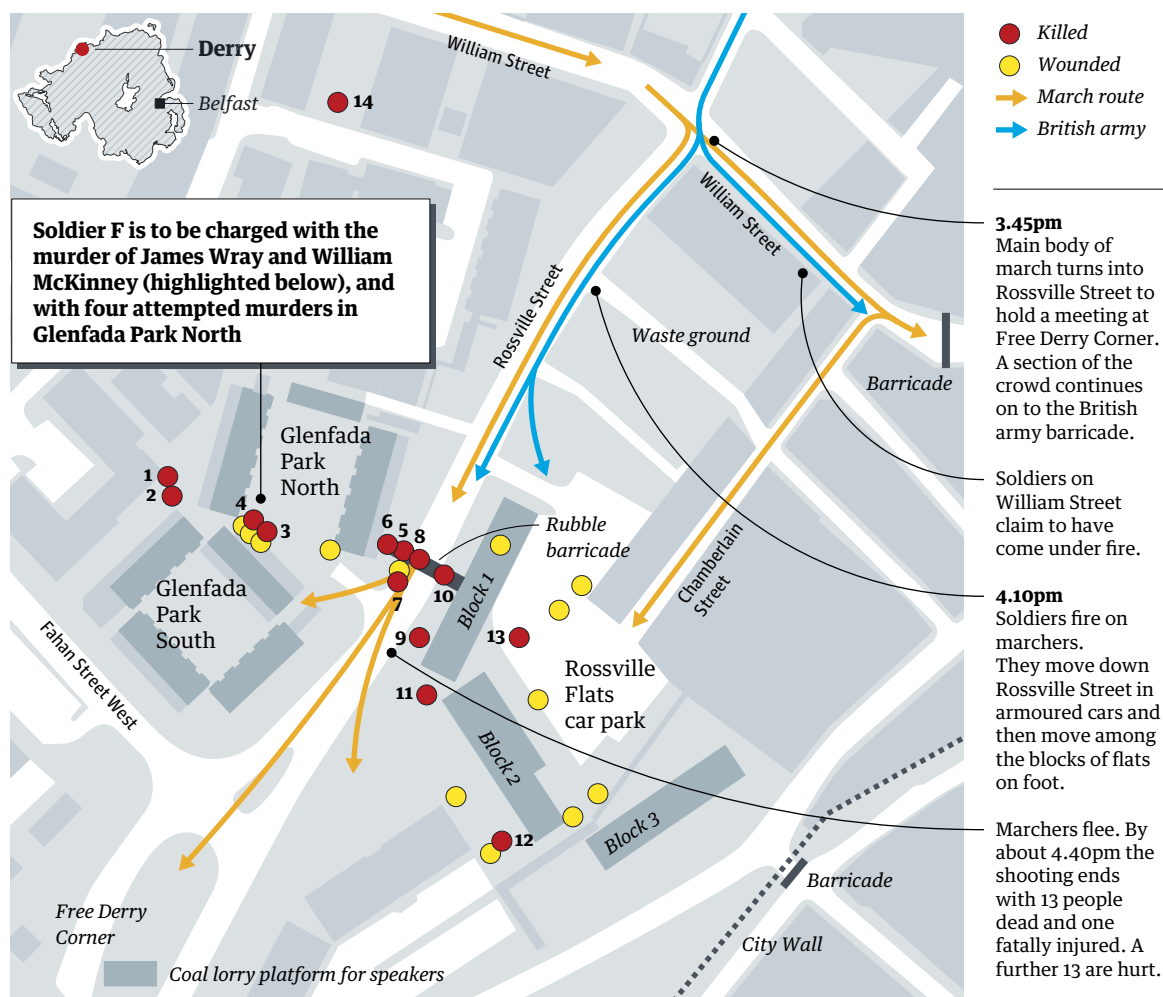 Derry
Belfast
William Street
14
Killed
Wounded
March route
British army
Soldier F is to be charged with the
murder of James Wray and William
McKinney (highlighted below), and
with four attempted murders in
Glenfada Park North
William Street
Rossville Street
Waste ground
Barricade
3.45pm
Main body of
march turns into
Rossville Street to
hold a meeting at
Free Derry Corner.
A section of the
crowd continues
on to the British
army barricade.
Soldiers on
William Street
claim to have
come under fire.
4.10pm
Soldiers fire on
marchers.
They move down
Rossville Street in
armoured cars and
then move among
the blocks of flats
on foot.
Marchers flee. By
about 4.40pm the
shooting ends
with 13 people
dead and one
fatally injured. A
further 13 are hurt.
Glenfada
Park
North
1
2
4
3
6
5
8
7
10
Rubble
barricade
Block 1
Chamberlain
Street
Glenfada
Park
South
9
13
11
Rossville
Flats
car park
Fahan Street West
Block 2
12
Block 3
Barricade
City Wall
Free Derry
Corner
Coal lorry platform for speakers